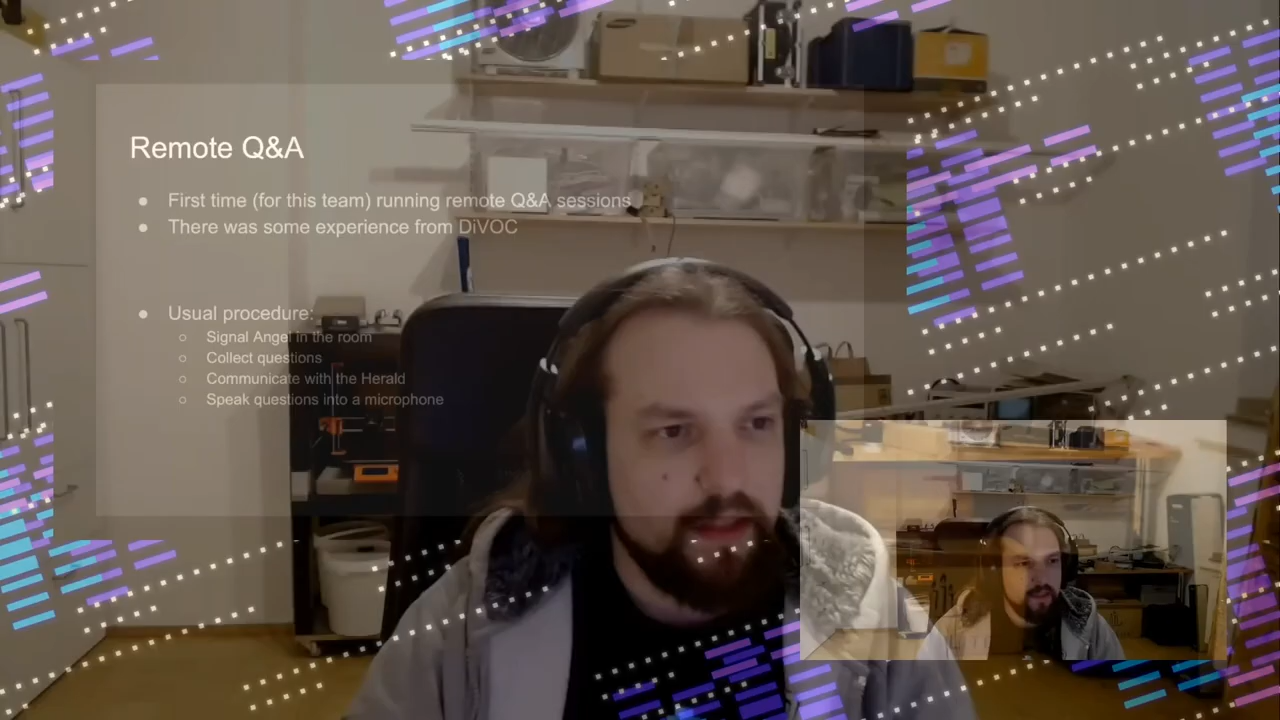 Remote Q&A
● First time (for this team) running remote Q&A sessions
● There was some experience from DiVOC
● Usual procedure:
○ Signal Angel in the room
○ Collect questions
○ Communicate with the Herald
○ Speak questions into a microphone